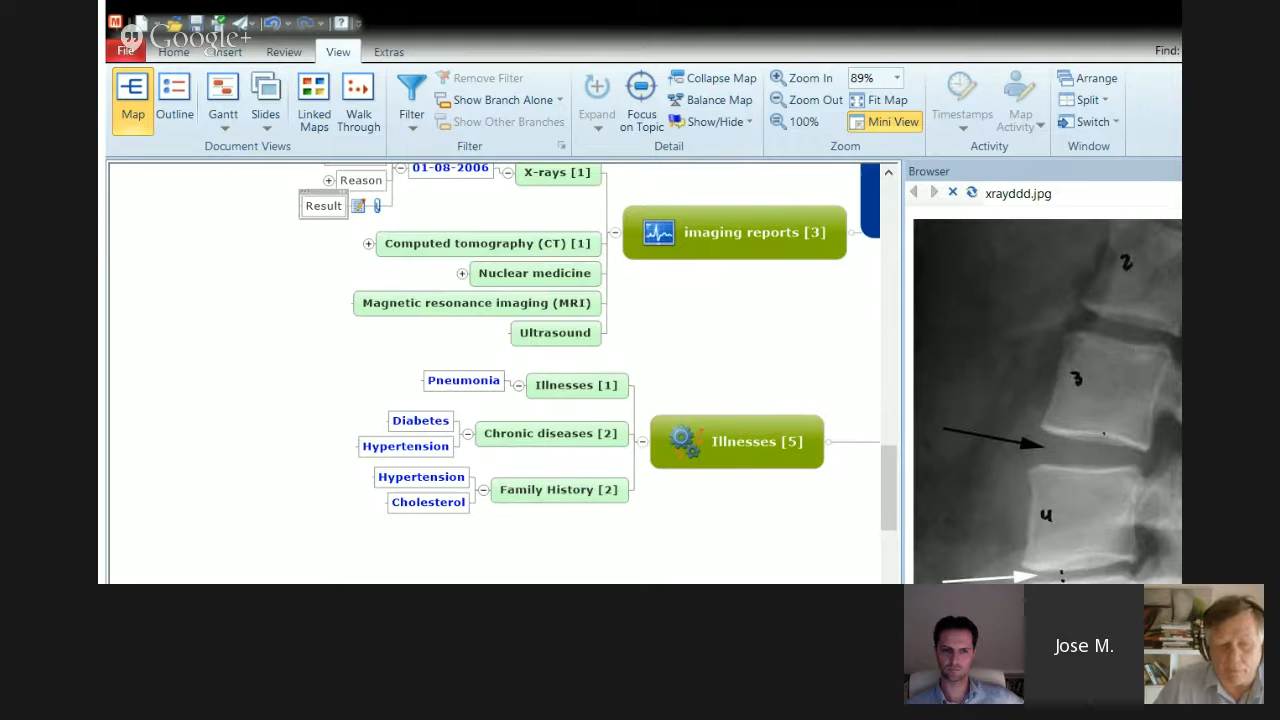 Google+
File Home Insert Review View Extras Find:
Map Outline Gantt Slides Linked Maps Walk Through
Document Views
Filter Remove Filter
Show Branch Alone
Show Other Branches
Filter
Expand Focus on Topic Collapse Map
Balance Map
Show/Hide
Detail
Zoom In 89%
Zoom Out Fit Map
100% Mini View
Zoom
Timestamps Map Activity
Activity
Arrange
Split
Switch
Window
01-08-2006 X-rays [1]
Reason
Result
imaging reports [3]
Computed tomography (CT) [1]
Nuclear medicine
Magnetic resonance imaging (MRI)
Ultrasound
Pneumonia Illnesses [1]
Diabetes
Chronic diseases [2]
Hypertension
Illnesses [5]
Hypertension
Family History [2]
Cholesterol
Browser
xrayddd.jpg
2
3
4
Jose M.